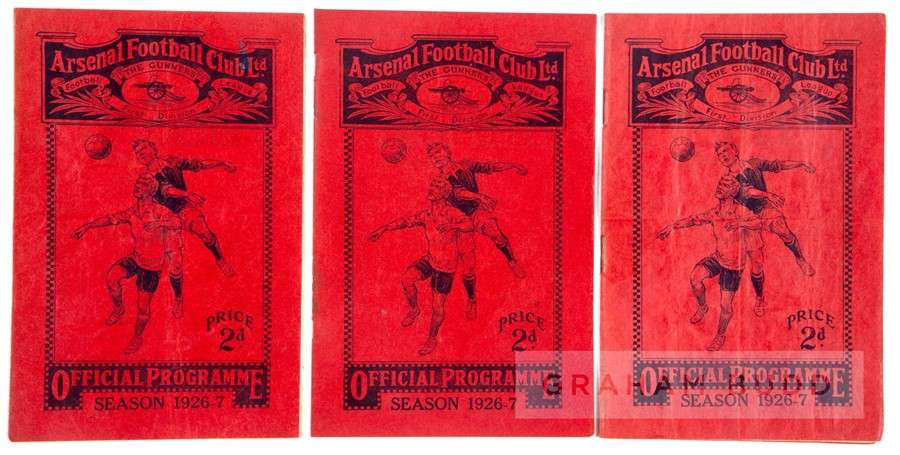 Arsenal Football Club Ltd
THE GUNNERS
Football League
First Division
PRICE
2d.
OFFICIAL PROGRAMME
SEASON 1926-7
Arsenal Football Club Ltd
THE GUNNERS
Football League
First Division
PRICE
2d.
OFFICIAL PROGRAMME
SEASON 1926-7
Arsenal Football Club Ltd
THE GUNNERS
Football League
First Division
PRICE
2d.
OFFICIAL PROGRAMME
SEASON 1926-7
GRAHAM BUDD